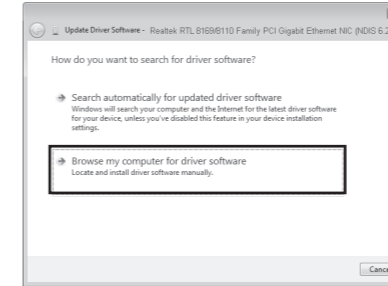 Update Driver Software - Realtek RTL 8169/8110 Family PCI Gigabit Ethernet NIC (NDIS 6.2
How do you want to search for driver software?
Search automatically for updated driver software
Windows will search your computer and the Internet for the latest driver software
for your device, unless you've disabled this feature in your device installation
settings.
Browse my computer for driver software
Locate and install driver software manually.
Cance